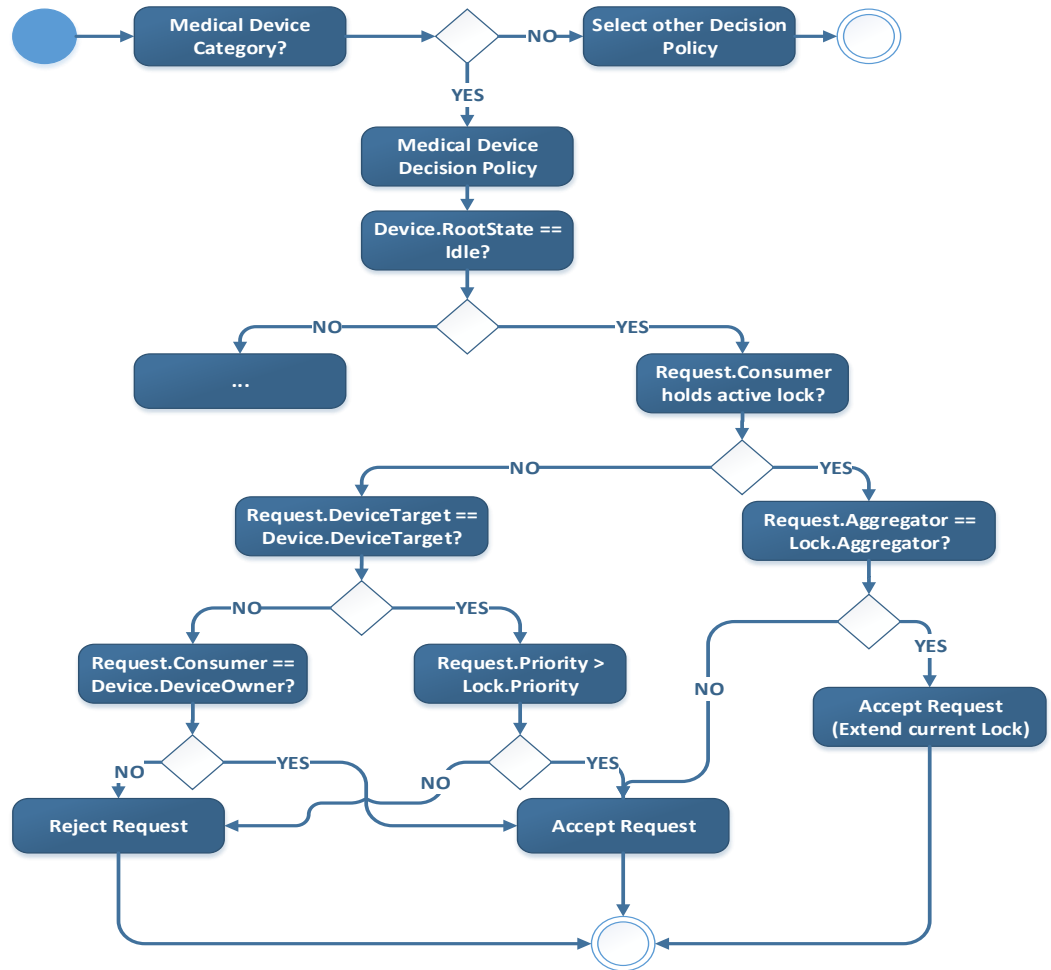 Medical Device
Category?
NO
Select other Decision
Policy
YES
Medical Device
Decision Policy
Device.RootState ==
Idle?
NO
YES
...
Request.Consumer
holds active lock?
NO
YES
Request.DeviceTarget ==
Device.DeviceTarget?
Request.Aggregator ==
Lock.Aggregator?
NO
YES
YES
Request.Consumer ==
Device.DeviceOwner?
Request.Priority >
Lock.Priority
NO
Accept Request
(Extend current Lock)
NO
YES
NO
YES
Reject Request
Accept Request